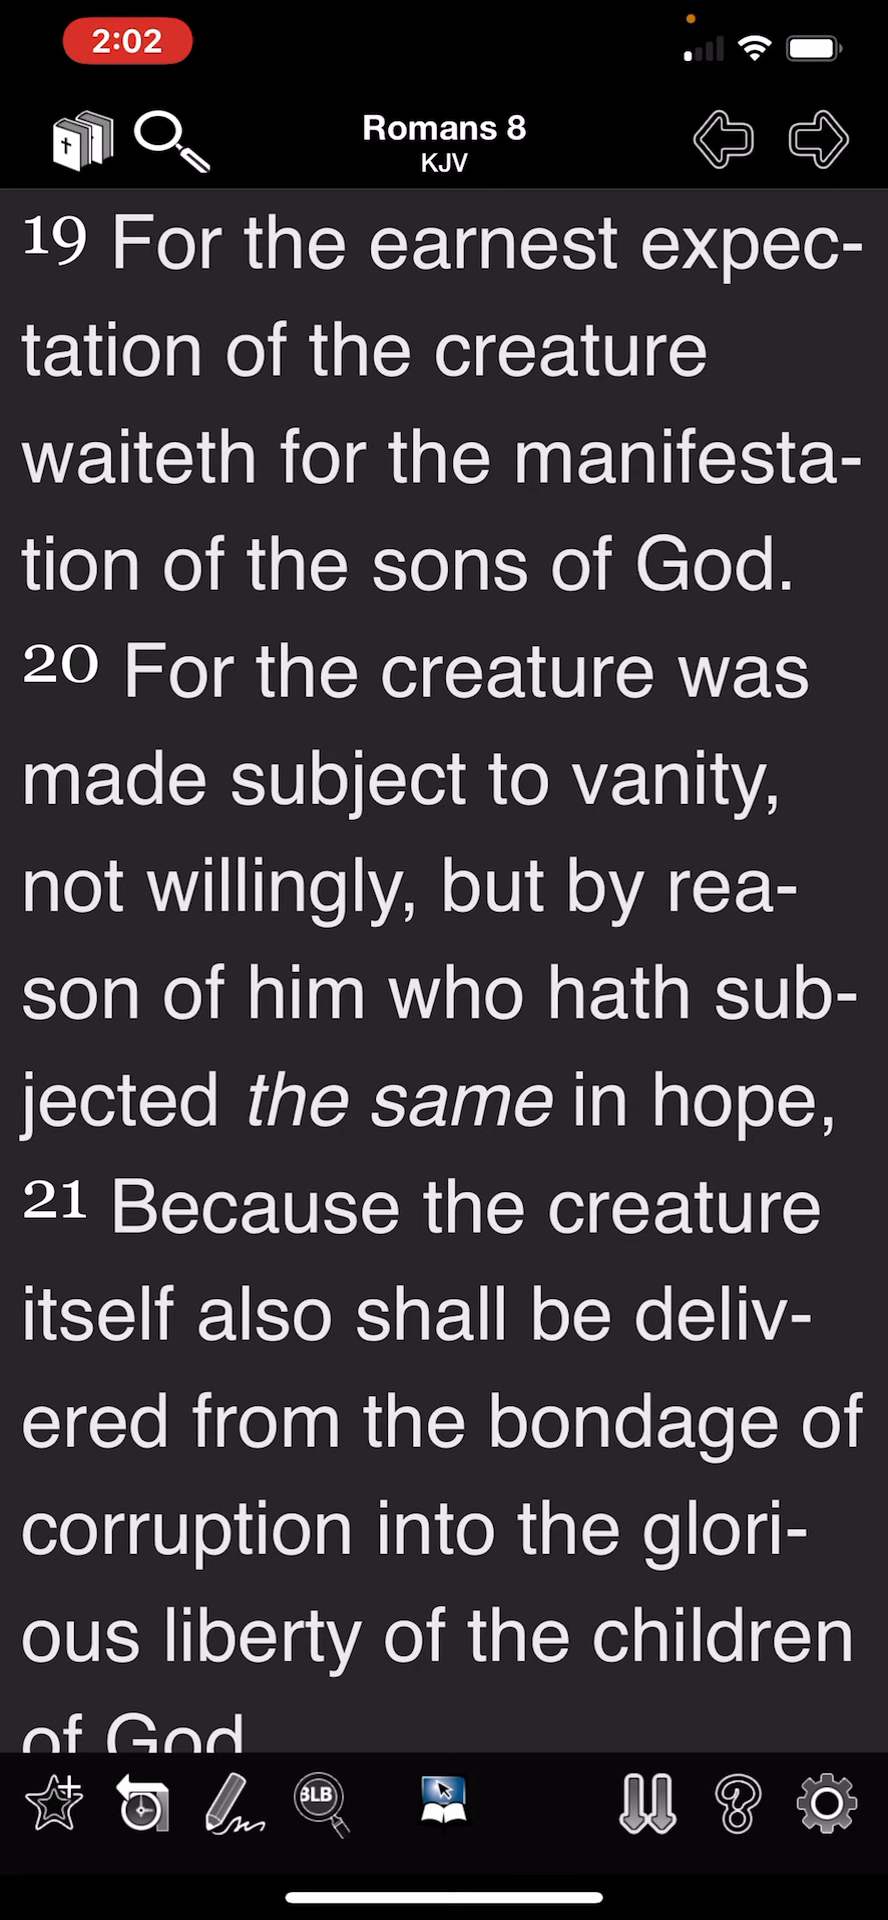 2:02
Romans 8
KJV
19 For the earnest expec-
tation of the creature
waiteth for the manifesta-
tion of the sons of God.
20 For the creature was
made subject to vanity,
not willingly, but by rea-
son of him who hath sub-
jected the same in hope,
21 Because the creature
itself also shall be deliv-
ered from the bondage of
corruption into the glori-
ous liberty of the children
of God
BLB